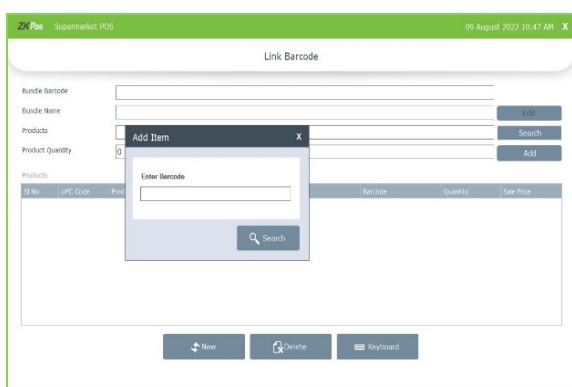 ZKPos Supermarket POS 09 August 2022 10:47 AM X
Link Barcode
Bundle Barcode
Bundle Name
Edit
Products
Search
Product Quantity
0
Add
Products
Sl No UPC Code Barcode Quantity Sale Price
Add Item X
Enter Barcode
Search
New Delete Keyboard